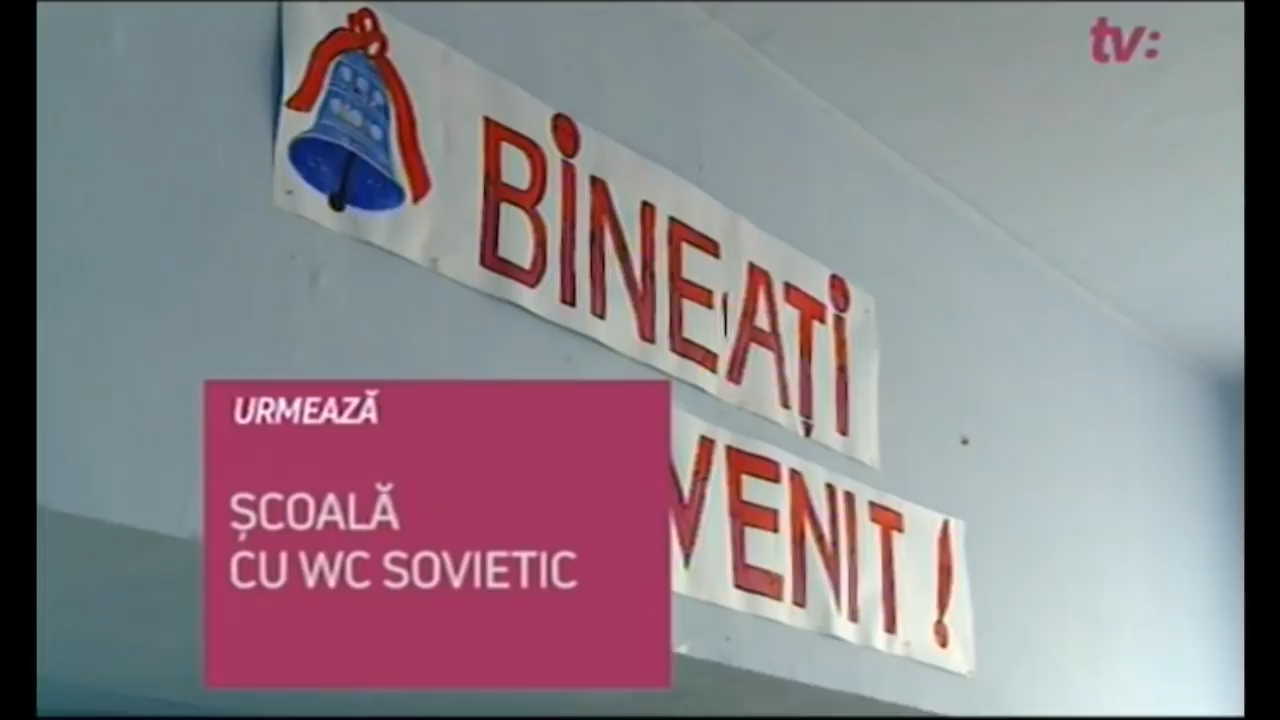 tv:
BINE AȚI
VENIT !
URMEAZĂ
ȘCOALĂ
CU WC SOVIETIC